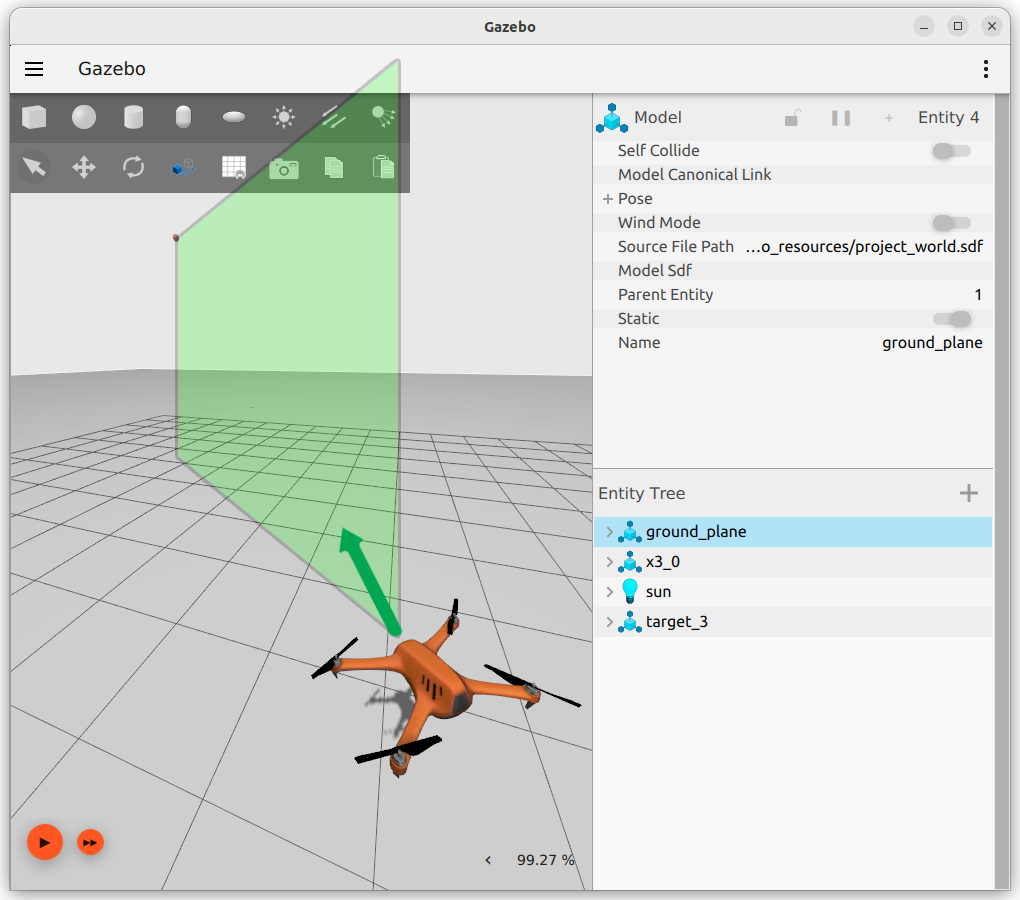 Gazebo
Gazebo
Model Entity 4
Self Collide
Model Canonical Link
Pose
Wind Mode
Source File Path …o_resources/project_world.sdf
Model Sdf
Parent Entity 1
Static
Name ground_plane
Entity Tree
ground_plane
x3_0
sun
target_3
99.27 %